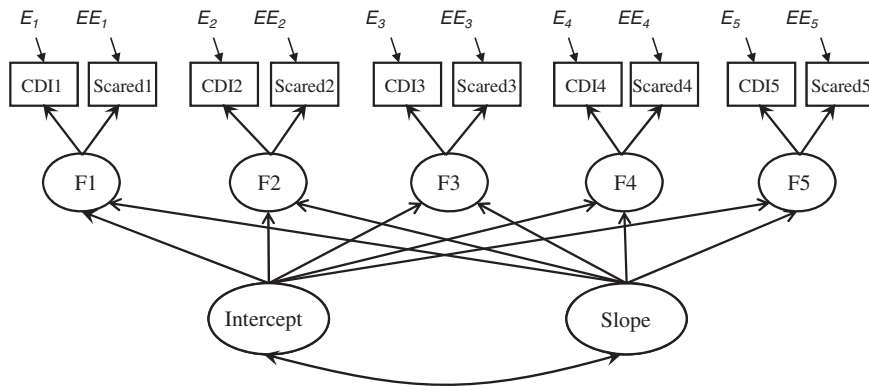 E1 EE1 E2 EE2 E3 EE3 E4 EE4 E5 EE5
CDI1 Scared1 CDI2 Scared2 CDI3 Scared3 CDI4 Scared4 CDI5 Scared5
F1 F2 F3 F4 F5
Intercept Slope